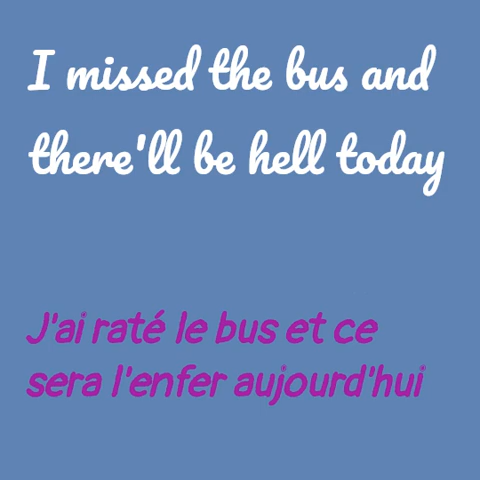 I missed the bus and
there'll be hell today
J'ai raté le bus et ce
sera l'enfer aujourd'hui